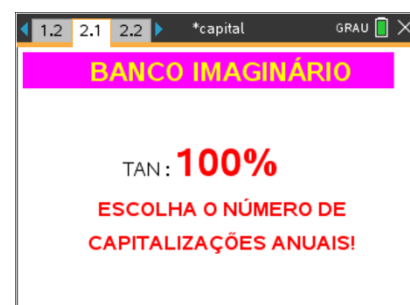 1.2 2.1 2.2 *capital GRAU
BANCO IMAGINÁRIO
TAN: 100%
ESCOLHA O NÚMERO DE
CAPITALIZAÇÕES ANUAIS!